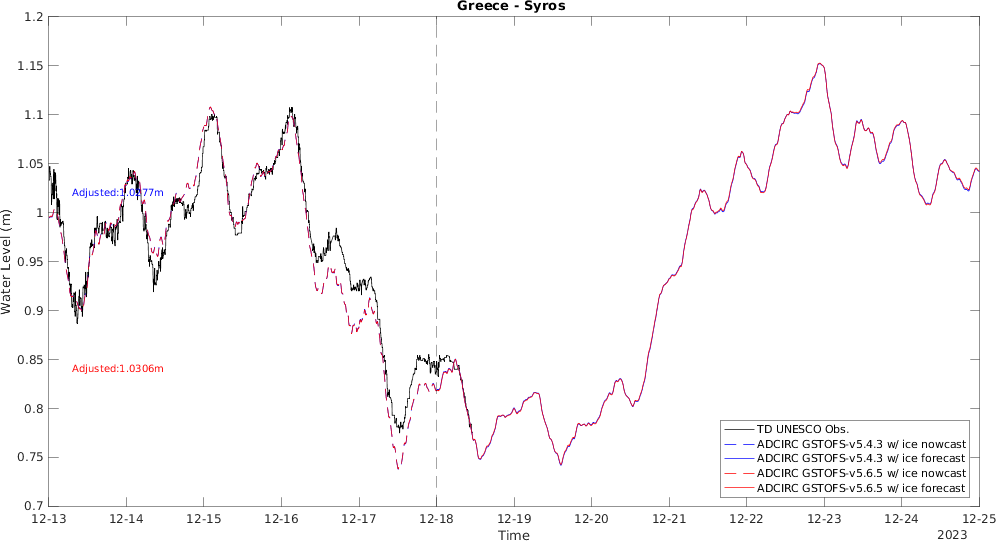 Greece - Syros
1.2
1.15
1.1
1.05
1
0.95
0.9
0.85
0.8
0.75
0.7
Water Level (m)
Adjusted:1.0277m
Adjusted:1.0306m
TD UNESCO Obs.
ADCIRC GSTOFS-v5.4.3 w/ ice nowcast
ADCIRC GSTOFS-v5.4.3 w/ ice forecast
ADCIRC GSTOFS-v5.6.5 w/ ice nowcast
ADCIRC GSTOFS-v5.6.5 w/ ice forecast
12-13 12-14 12-15 12-16 12-17 12-18 12-19 12-20 12-21 12-22 12-23 12-24 12-25
Time
2023